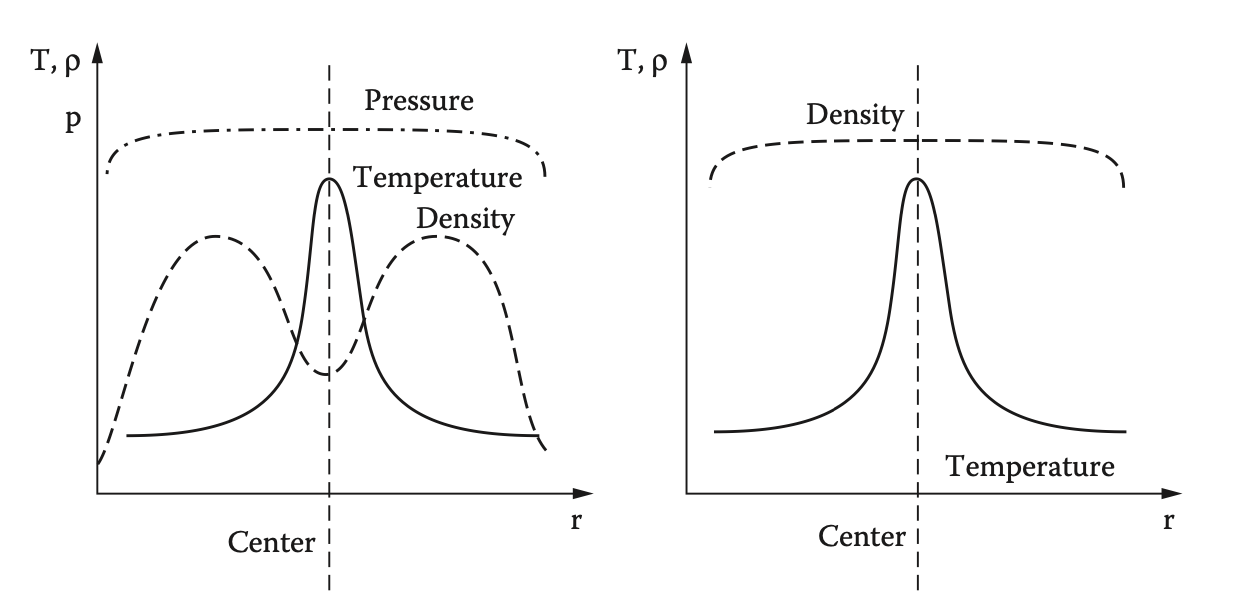 T, ρ
p
Pressure
Temperature
Density
Center
r
T, ρ
Density
Temperature
Center
r